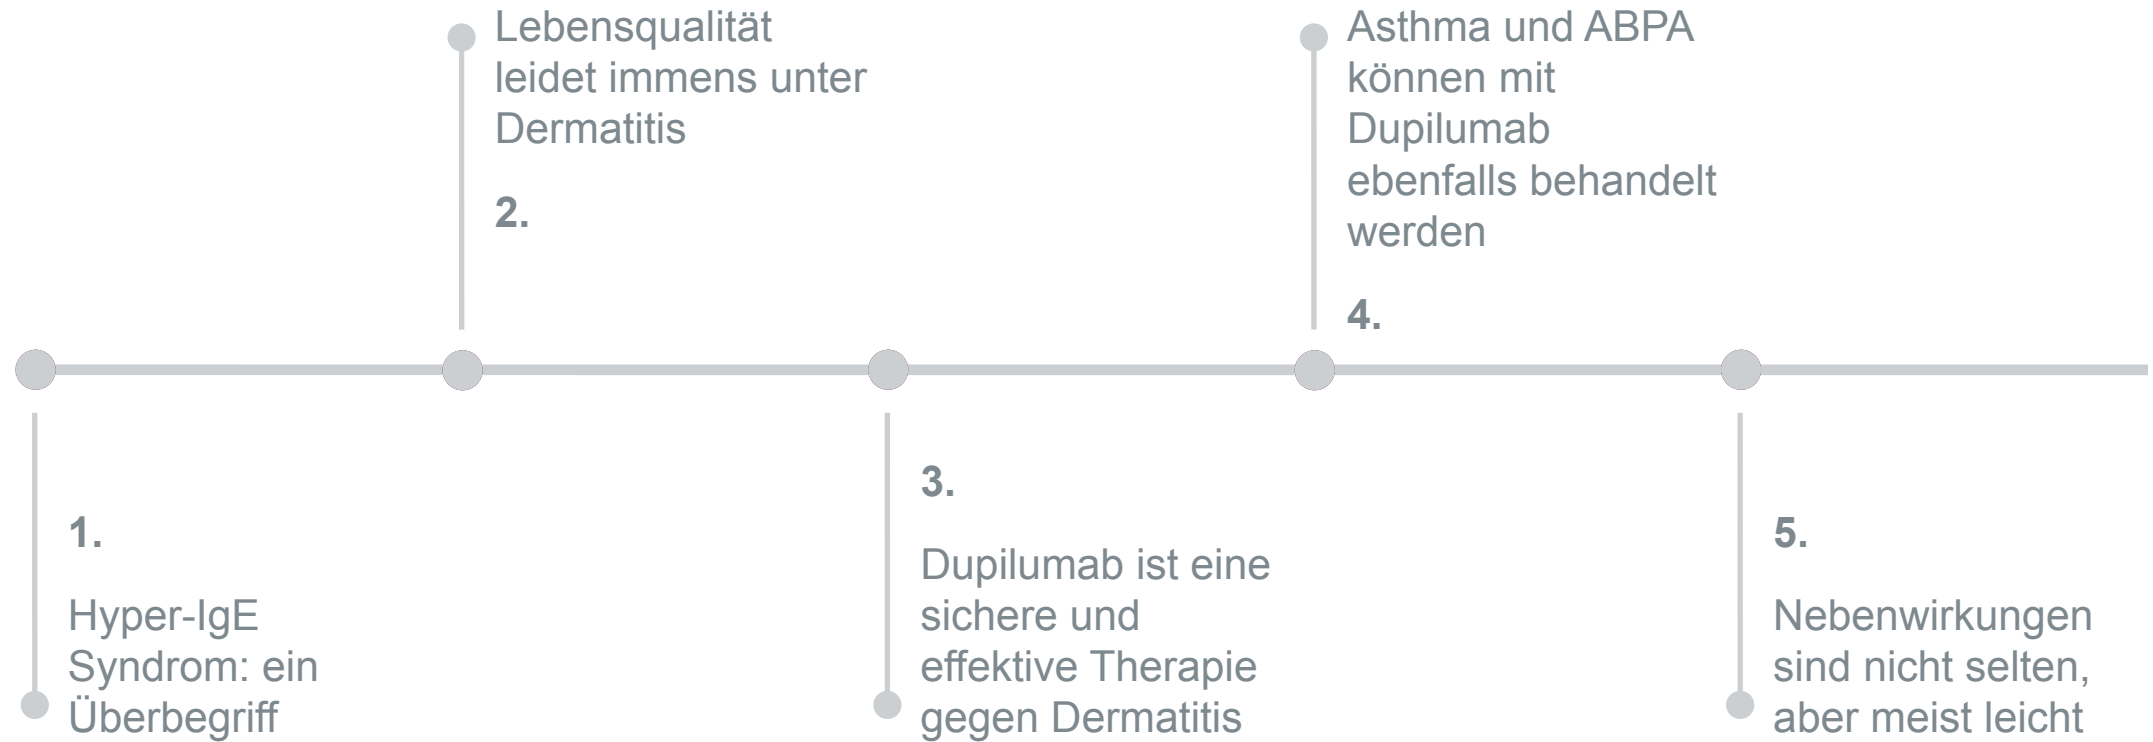 1.
Hyper-IgE
Syndrom: ein
Überbegriff
Lebensqualität
leidet immens unter
Dermatitis
2.
3.
Dupilumab ist eine
sichere und
effektive Therapie
gegen Dermatitis
Asthma und ABPA
können mit
Dupilumab
ebenfalls behandelt
werden
4.
5.
Nebenwirkungen
sind nicht selten,
aber meist leicht